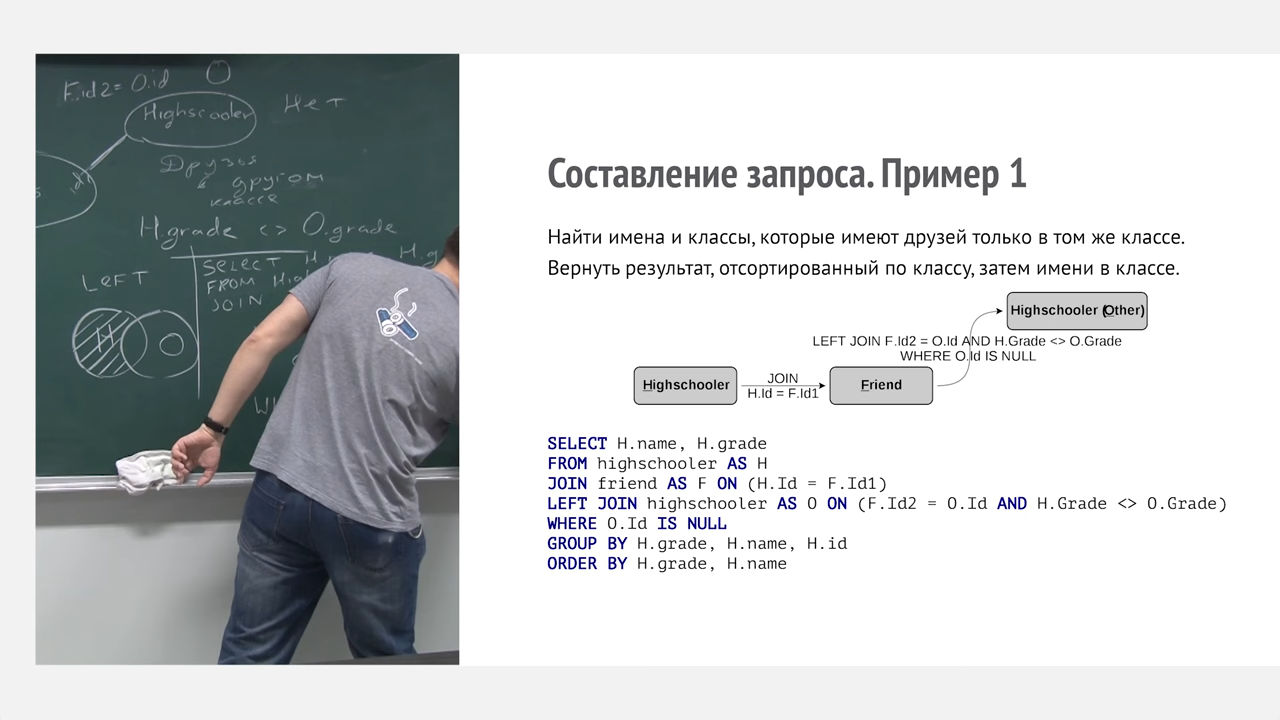 F.id2 = O.id
O
Highscooler
Нет
Друзья
в другом
классе
H.grade <> O.grade
LEFT
SELECT H
FROM High
JOIN
H
Составление запроса. Пример 1
Найти имена и классы, которые имеют друзей только в том же классе.
Вернуть результат, отсортированный по классу, затем имени в классе.
Highschooler (Other)
LEFT JOIN F.Id2 = O.Id AND H.Grade <> O.Grade
WHERE O.Id IS NULL
Highschooler
JOIN
H.Id = F.Id1
Friend
SELECT H.name, H.grade
FROM highschooler AS H
JOIN friend AS F ON (H.Id = F.Id1)
LEFT JOIN highschooler AS O ON (F.Id2 = O.Id AND H.Grade <> O.Grade)
WHERE O.Id IS NULL
GROUP BY H.grade, H.name, H.id
ORDER BY H.grade, H.name